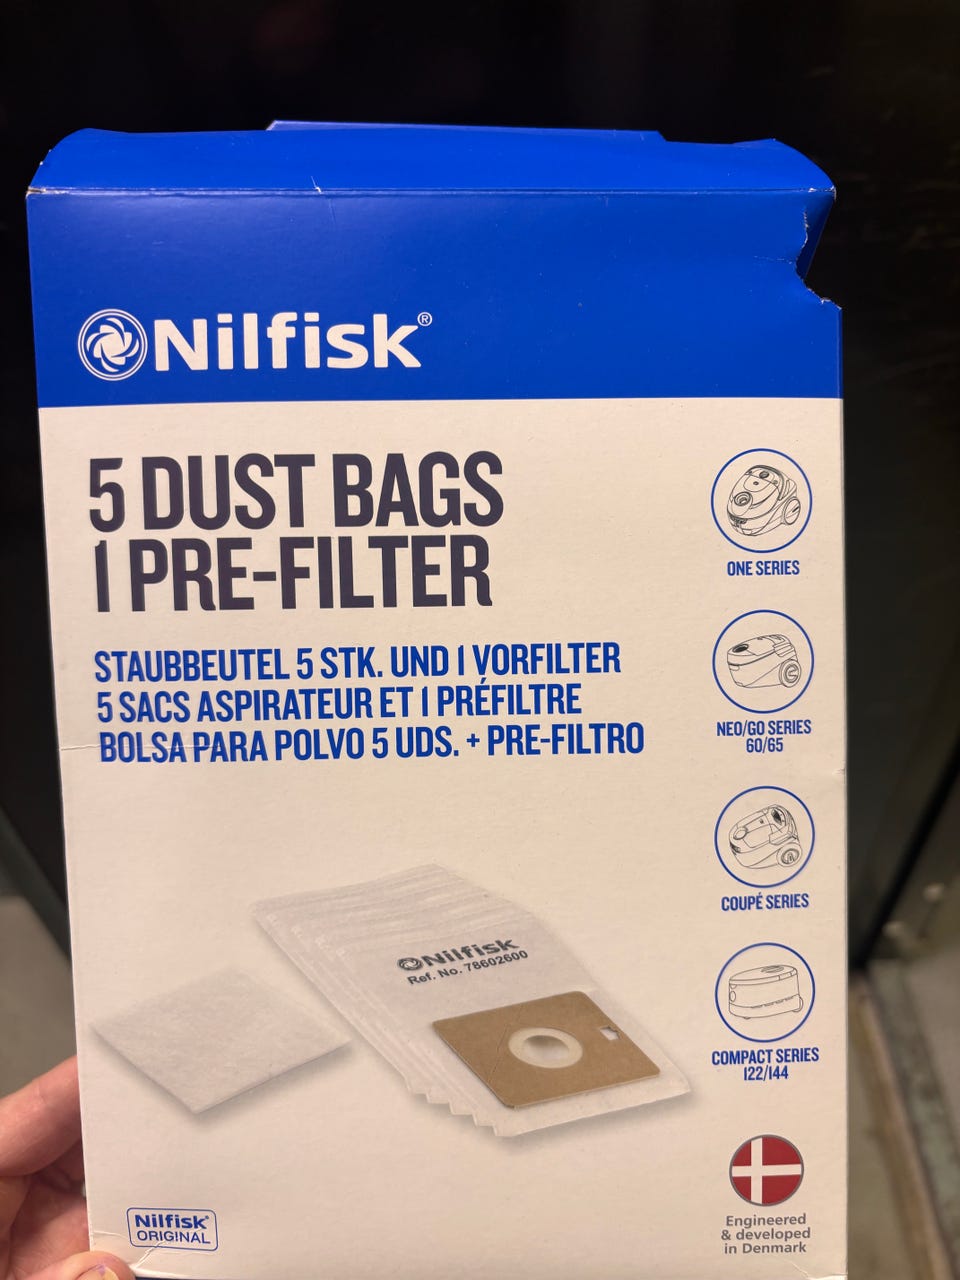 Nilfisk®
5 DUST BAGS
1 PRE-FILTER
STAUBBEUTEL 5 STK. UND 1 VORFILTER
5 SACS ASPIRATEUR ET 1 PRÉFILTRE
BOLSA PARA POLVO 5 UDS. + PRE-FILTRO
ONE SERIES
NEO/GO SERIES
60/65
COUPÉ SERIES
Nilfisk
Ref. No. 78602600
COMPACT SERIES
122/144
Nilfisk®
ORIGINAL
Engineered
& developed
in Denmark